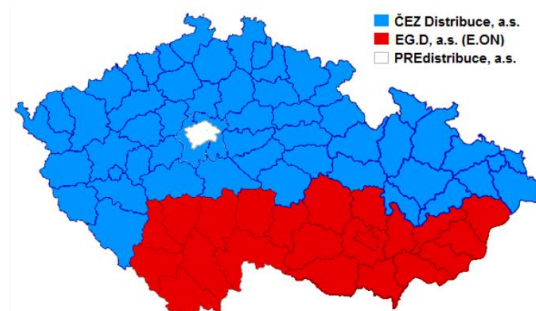 ČEZ Distribuce, a.s.
EG.D, a.s. (E.ON)
PREdistribuce, a.s.